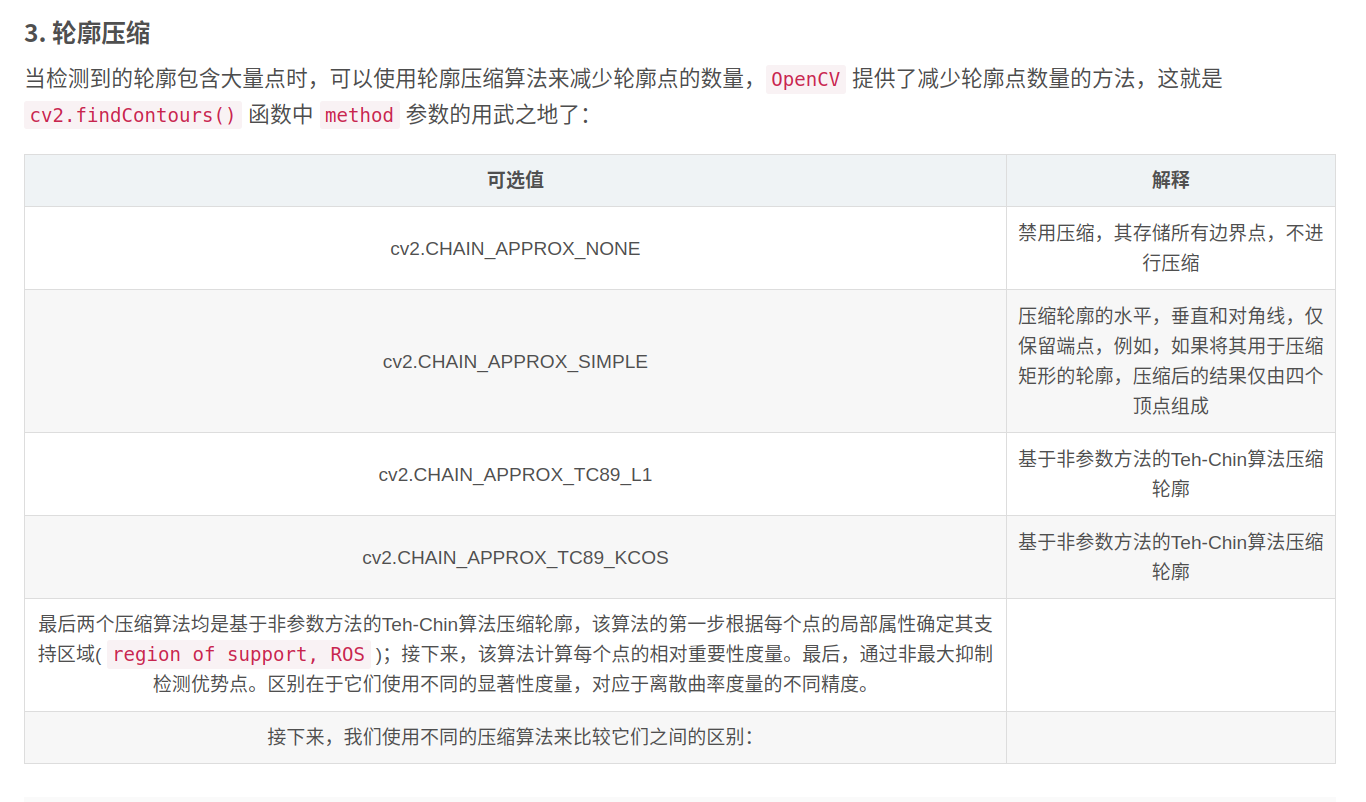 3. 轮廓压缩
当检测到的轮廓包含大量点时，可以使用轮廓压缩算法来减少轮廓点的数量，OpenCV 提供了减少轮廓点数量的方法，这就是
cv2.findContours() 函数中 method 参数的用武之地了：
可选值 解释
cv2.CHAIN_APPROX_NONE
禁用压缩，其存储所有边界点，不进
行压缩
cv2.CHAIN_APPROX_SIMPLE
压缩轮廓的水平，垂直和对角线，仅
保留端点，例如，如果将其用于压缩
矩形的轮廓，压缩后的结果仅由四个
顶点组成
cv2.CHAIN_APPROX_TC89_L1
基于非参数方法的Teh-Chin算法压缩
轮廓
cv2.CHAIN_APPROX_TC89_KCOS
基于非参数方法的Teh-Chin算法压缩
轮廓
最后两个压缩算法均是基于非参数方法的Teh-Chin算法压缩轮廓，该算法的第一步根据每个点的局部属性确定其支
持区域( region of support, ROS )；接下来，该算法计算每个点的相对重要性度量。最后，通过非最大抑制
检测优势点。区别在于它们使用不同的显著性度量，对应于离散曲率度量的不同精度。
接下来，我们使用不同的压缩算法来比较它们之间的区别：